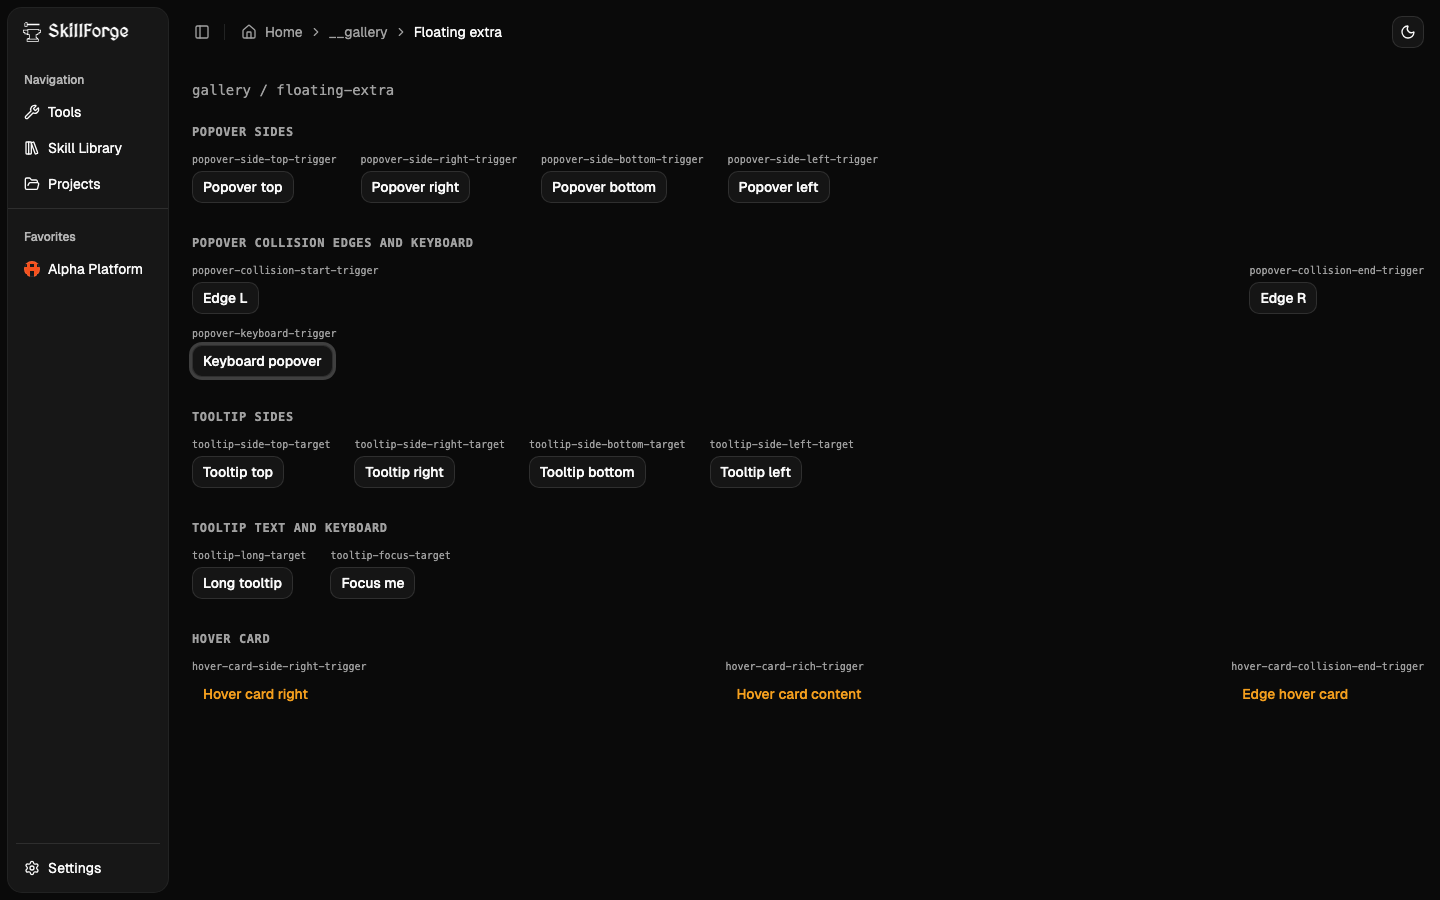 SkillForge
Navigation
Tools
Skill Library
Projects
Favorites
Alpha Platform
Settings
Home > __gallery > Floating extra
gallery / floating-extra
POPOVER SIDES
popover-side-top-trigger popover-side-right-trigger popover-side-bottom-trigger popover-side-left-trigger
Popover top Popover right Popover bottom Popover left
POPOVER COLLISION EDGES AND KEYBOARD
popover-collision-start-trigger popover-collision-end-trigger
Edge L Edge R
popover-keyboard-trigger
Keyboard popover
TOOLTIP SIDES
tooltip-side-top-target tooltip-side-right-target tooltip-side-bottom-target tooltip-side-left-target
Tooltip top Tooltip right Tooltip bottom Tooltip left
TOOLTIP TEXT AND KEYBOARD
tooltip-long-target tooltip-focus-target
Long tooltip Focus me
HOVER CARD
hover-card-side-right-trigger hover-card-rich-trigger hover-card-collision-end-trigger
Hover card right Hover card content Edge hover card